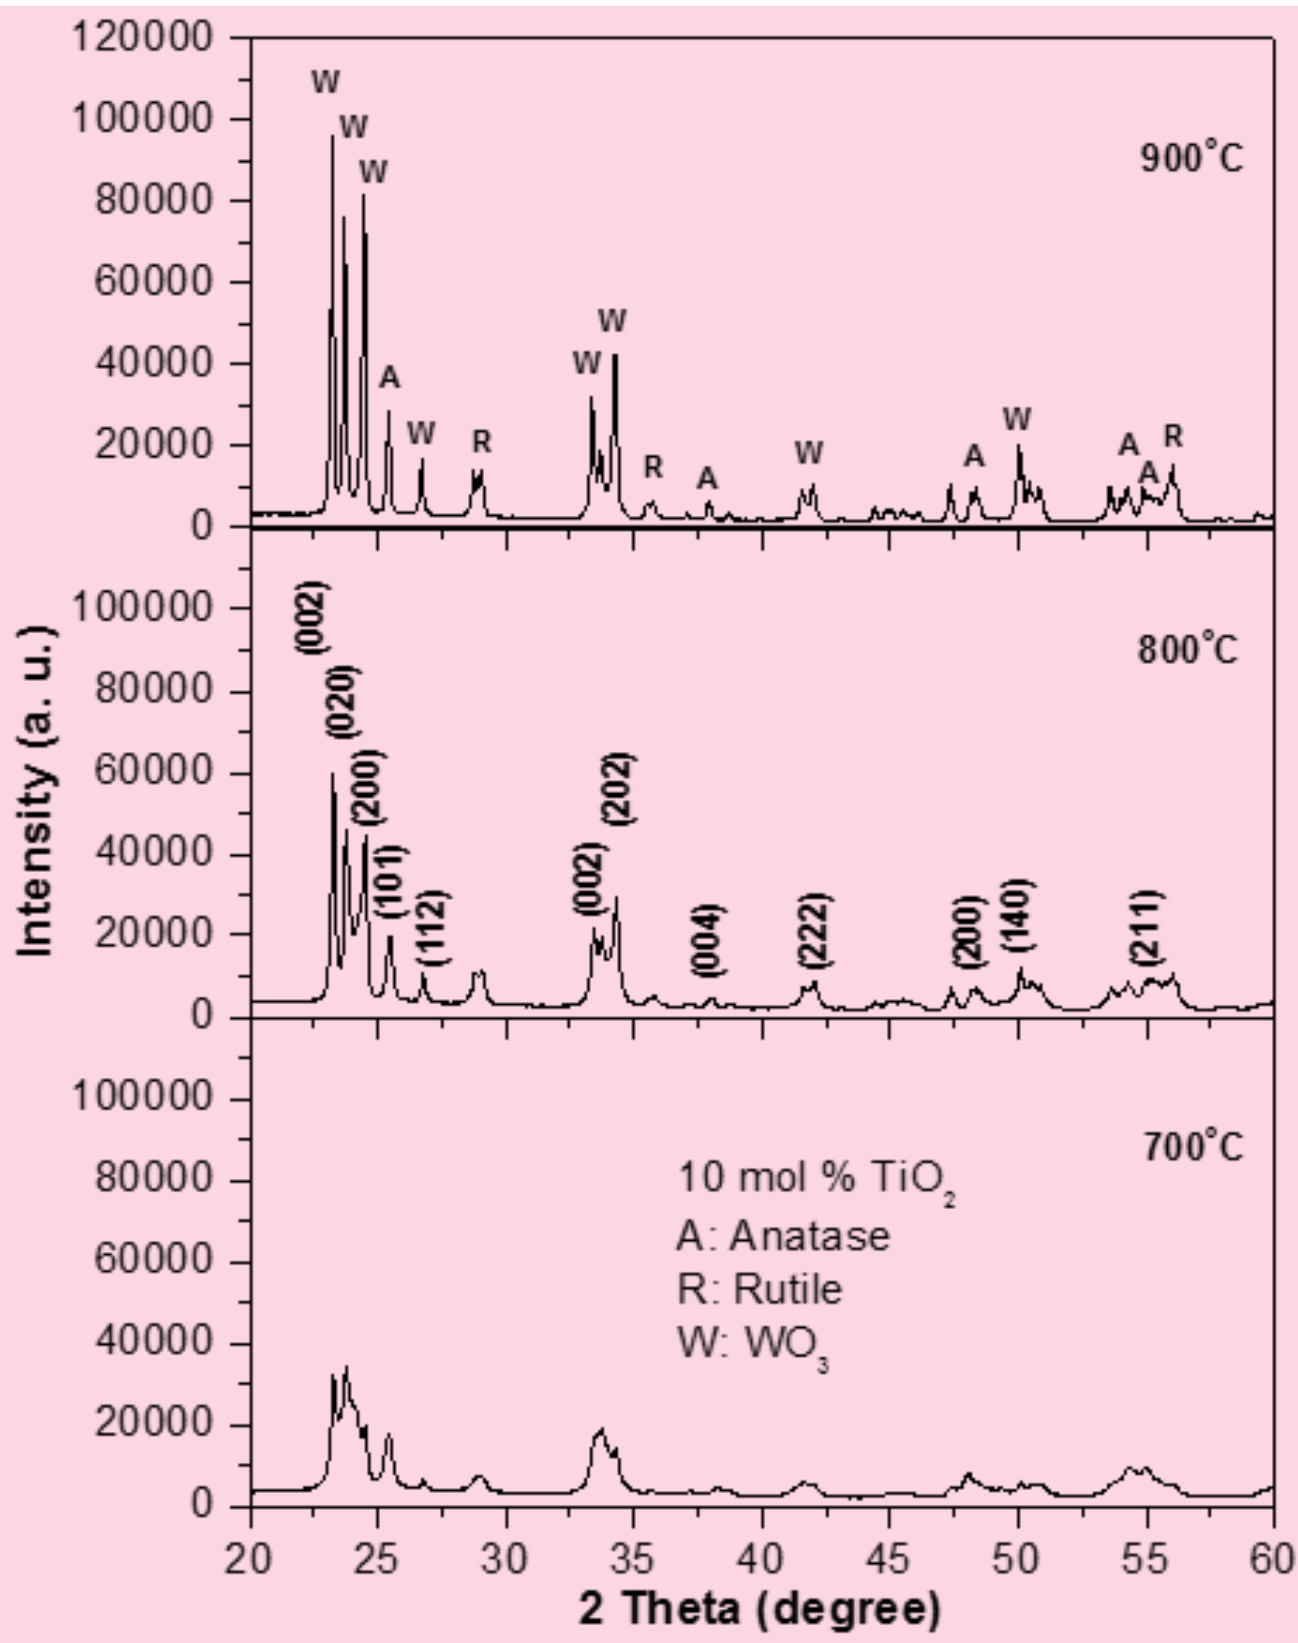 120000
100000
80000
60000
40000
20000
0
W
W
W
A
W
R
W
W
R
A
W
A
W
A
A
R
900°C
100000
80000
60000
40000
20000
0
(002)
(020)
(200)
(101)
(112)
(002)
(202)
(004)
(222)
(200)
(140)
(211)
800°C
Intensity (a. u.)
100000
80000
60000
40000
20000
0
700°C
10 mol % TiO₂
A: Anatase
R: Rutile
W: WO₃
20 25 30 35 40 45 50 55 60
2 Theta (degree)